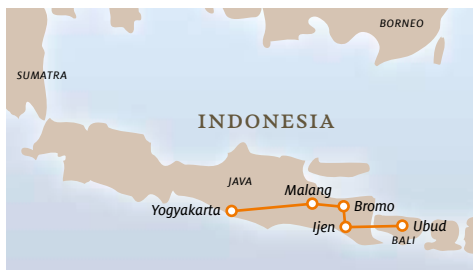 BORNEO
SUMATRA
INDONESIA
JAVA
Malang
Yogyakarta
Bromo
Ijen
Ubud
BALI